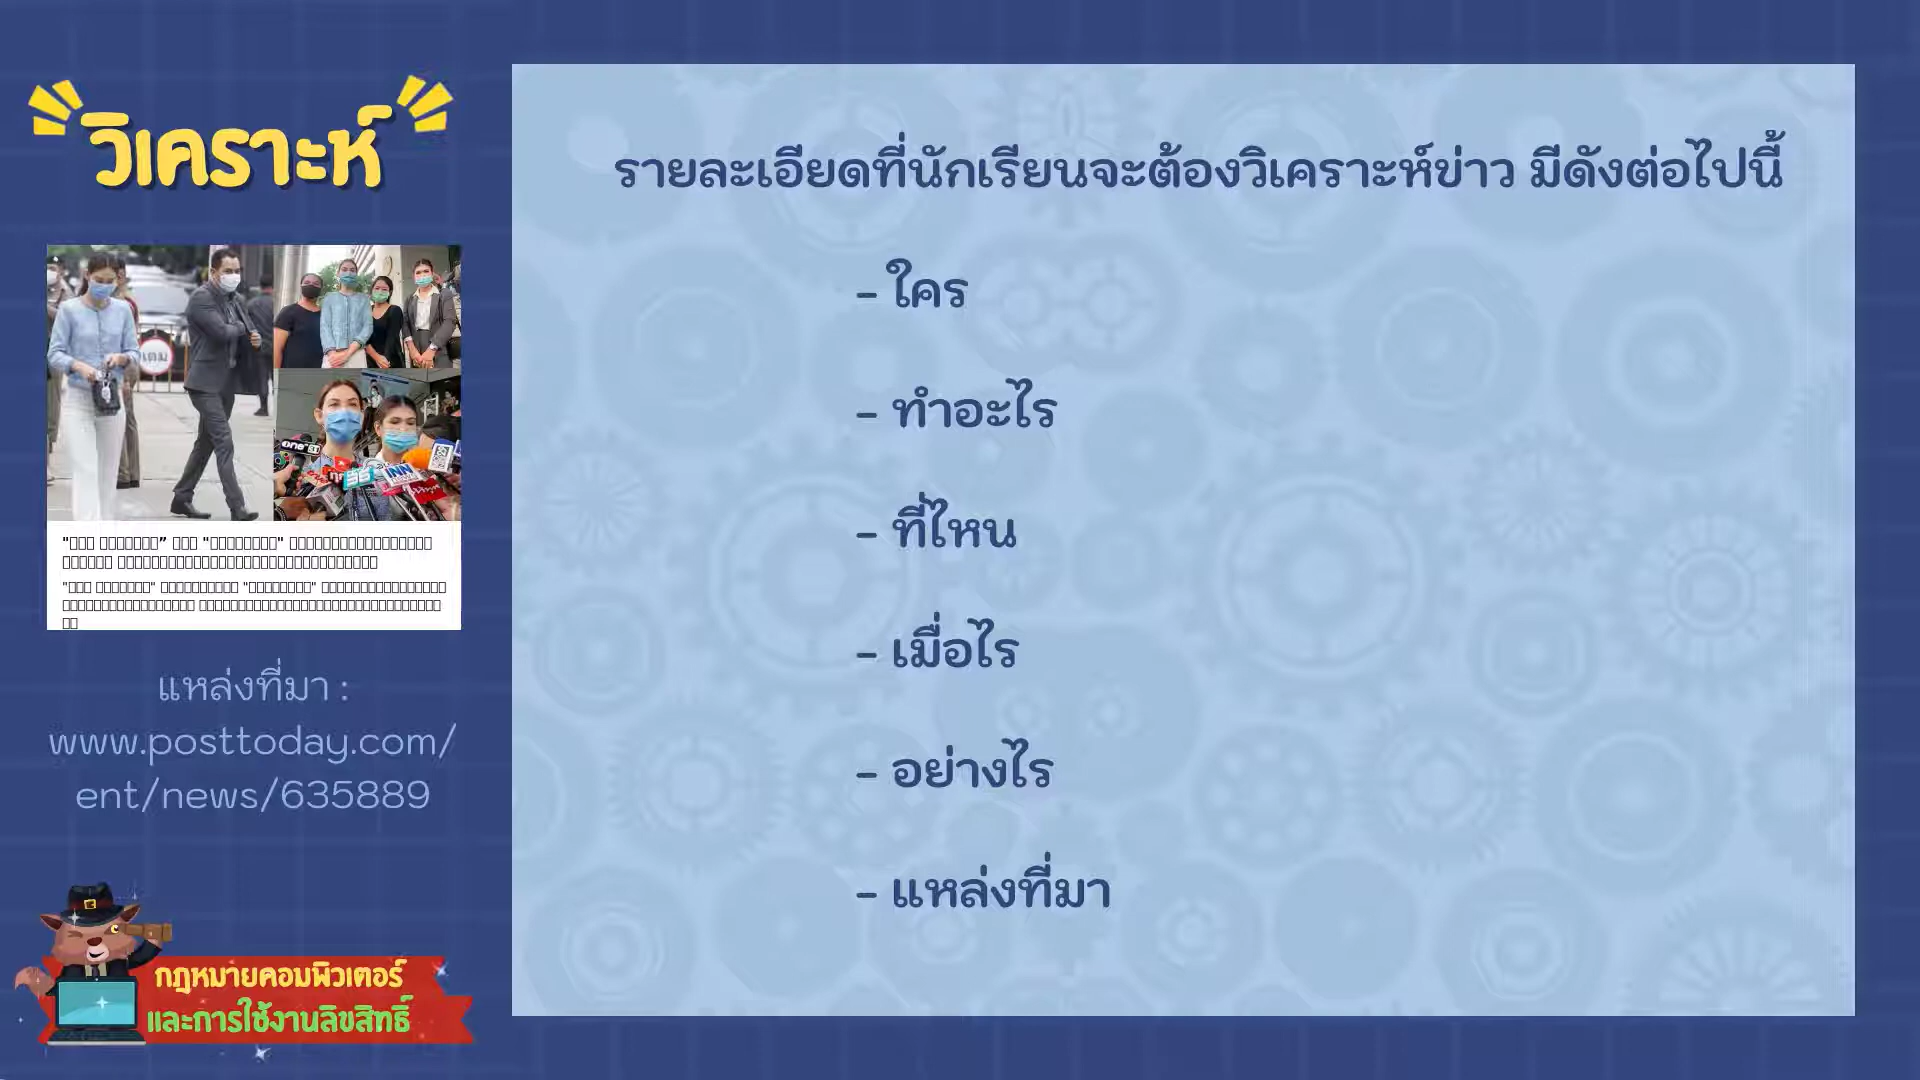 วิเคราะห์
รายละเอียดที่นักเรียนจะต้องวิเคราะห์ข่าว มีดังต่อไปนี้
- ใคร
- ทำอะไร
- ที่ไหน
- เมื่อไร
- อย่างไร
- แหล่งที่มา
one
INN
แหล่งที่มา :
www.posttoday.com/
ent/news/635889
กฎหมายคอมพิวเตอร์
และการใช้งานลิขสิทธิ์